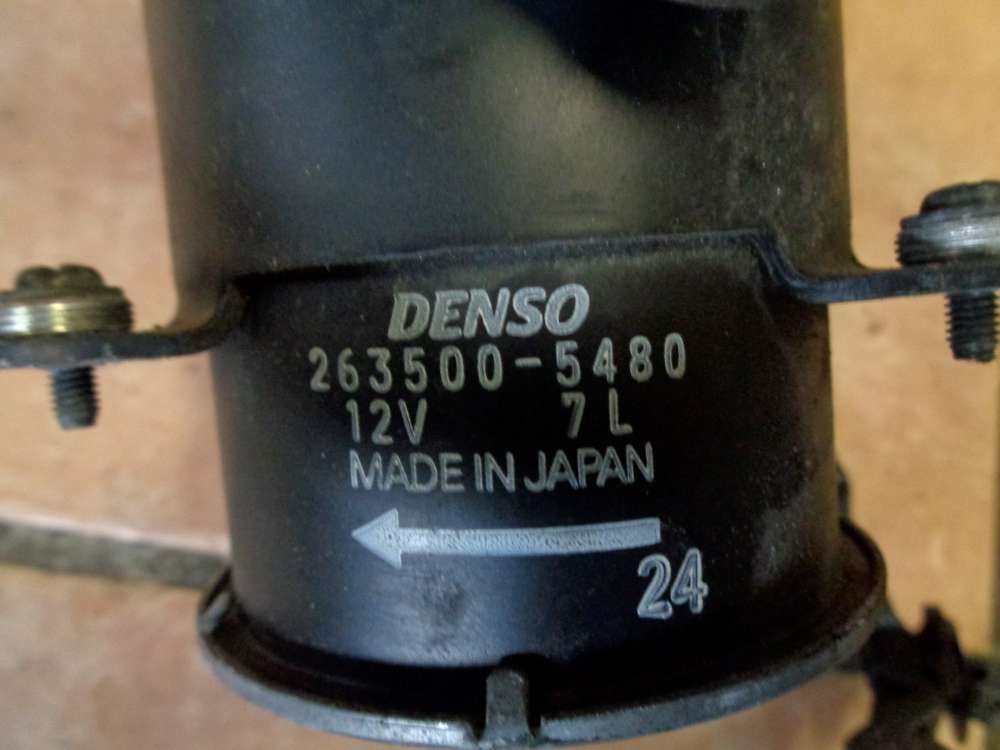 DENSO
263500-5480
12V 7L
MADE IN JAPAN
24